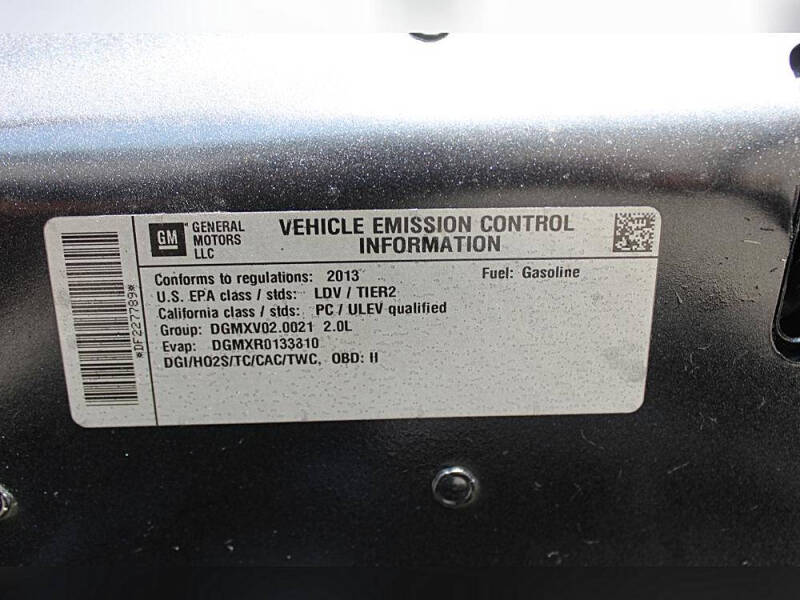 GM
GENERAL
MOTORS
LLC
VEHICLE EMISSION CONTROL
INFORMATION
Conforms to regulations: 2013 Fuel: Gasoline
U.S. EPA class / stds: LDV / TIER2
California class / stds: PC / ULEV qualified
Group: DGMXV02.0021 2.0L
Evap: DGMXR0133810
DGI/HO2S/TC/CAC/TWC, OBD: II
*DF227789*